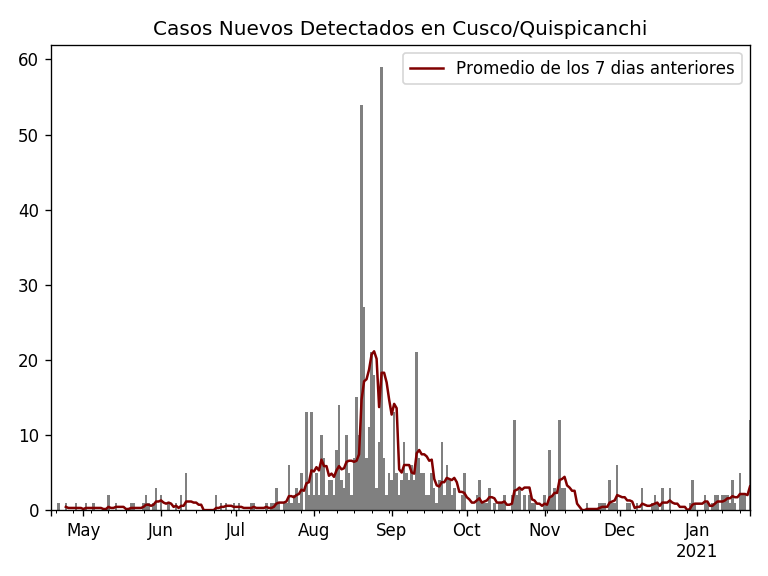 Casos Nuevos Detectados en Cusco/Quispicanchi
Promedio de los 7 dias anteriores
60
50
40
30
20
10
0
May Jun Jul Aug Sep Oct Nov Dec Jan
2021